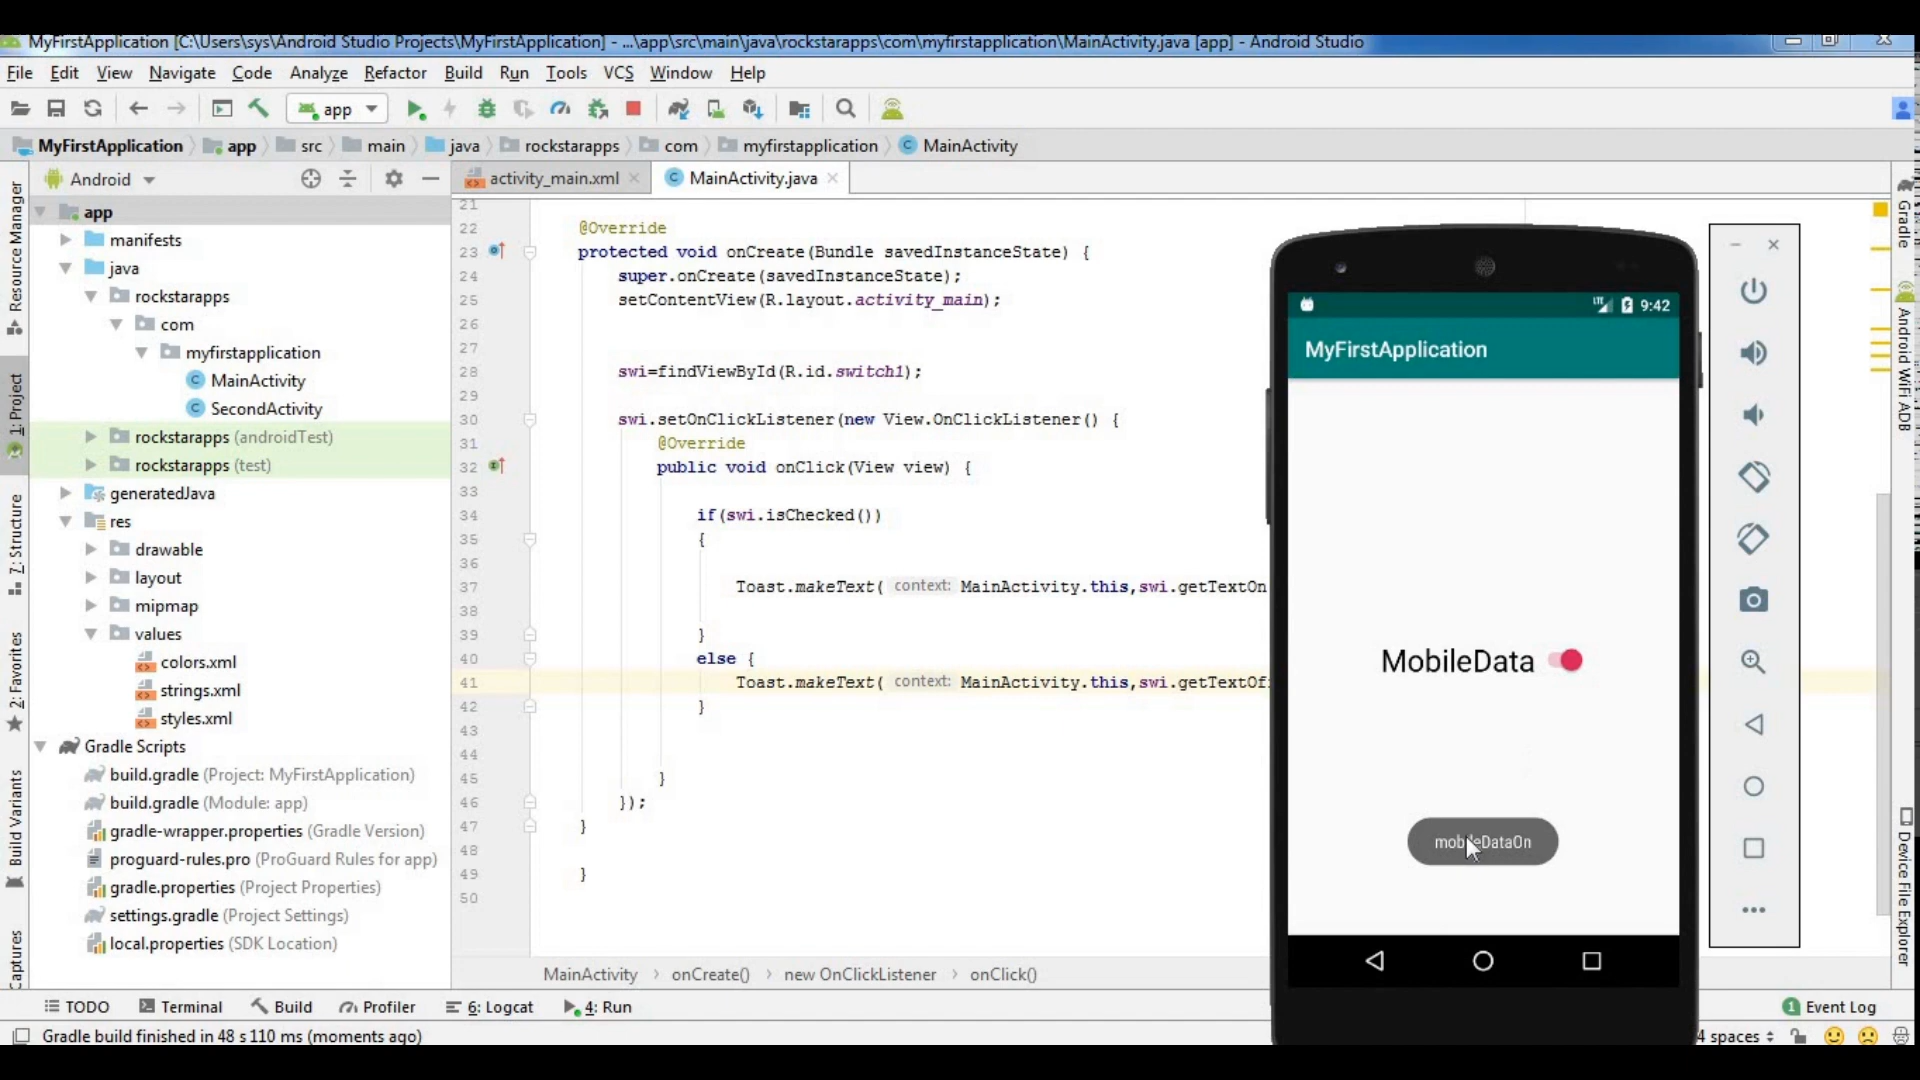 MyFirstApplication [C:\Users\sys\Android Studio Projects\MyFirstApplication] - ...\app\src\main\java\rockstarapps\com\myfirstapplication\MainActivity.java [app] - Android Studio
File Edit View Navigate Code Analyze Refactor Build Run Tools VCS Window Help
app
MyFirstApplication app src main java rockstarapps com myfirstapplication MainActivity
Android
activity_main.xml
MainActivity.java
Resource Manager
1: Project
7: Structure
2: Favorites
Build Variants
Captures
app
manifests
java
rockstarapps
com
myfirstapplication
MainActivity
SecondActivity
rockstarapps (androidTest)
rockstarapps (test)
generatedJava
res
drawable
layout
mipmap
values
colors.xml
strings.xml
styles.xml
Gradle Scripts
build.gradle (Project: MyFirstApplication)
build.gradle (Module: app)
gradle-wrapper.properties (Gradle Version)
proguard-rules.pro (ProGuard Rules for app)
gradle.properties (Project Properties)
settings.gradle (Project Settings)
local.properties (SDK Location)
21
22 @Override
23 protected void onCreate(Bundle savedInstanceState) {
24 super.onCreate(savedInstanceState);
25 setContentView(R.layout.activity_main);
26
27
28 swi=findViewById(R.id.switch1);
29
30 swi.setOnClickListener(new View.OnClickListener() {
31 @Override
32 public void onClick(View view) {
33
34 if(swi.isChecked())
35 {
36
37 Toast.makeText( context: MainActivity.this,swi.getTextOn
38
39 }
40 else {
41 Toast.makeText( context: MainActivity.this,swi.getTextOf
42 }
43
44
45 }
46 });
47 }
48
49 }
50
MainActivity › onCreate() › new OnClickListener › onClick()
LTE 9:42
MyFirstApplication
MobileData
mobileDataOn
Gradle
Android WiFi ADB
Device File Explorer
TODO Terminal Build Profiler 6: Logcat 4: Run
1 Event Log
Gradle build finished in 48 s 110 ms (moments ago)
4 spaces